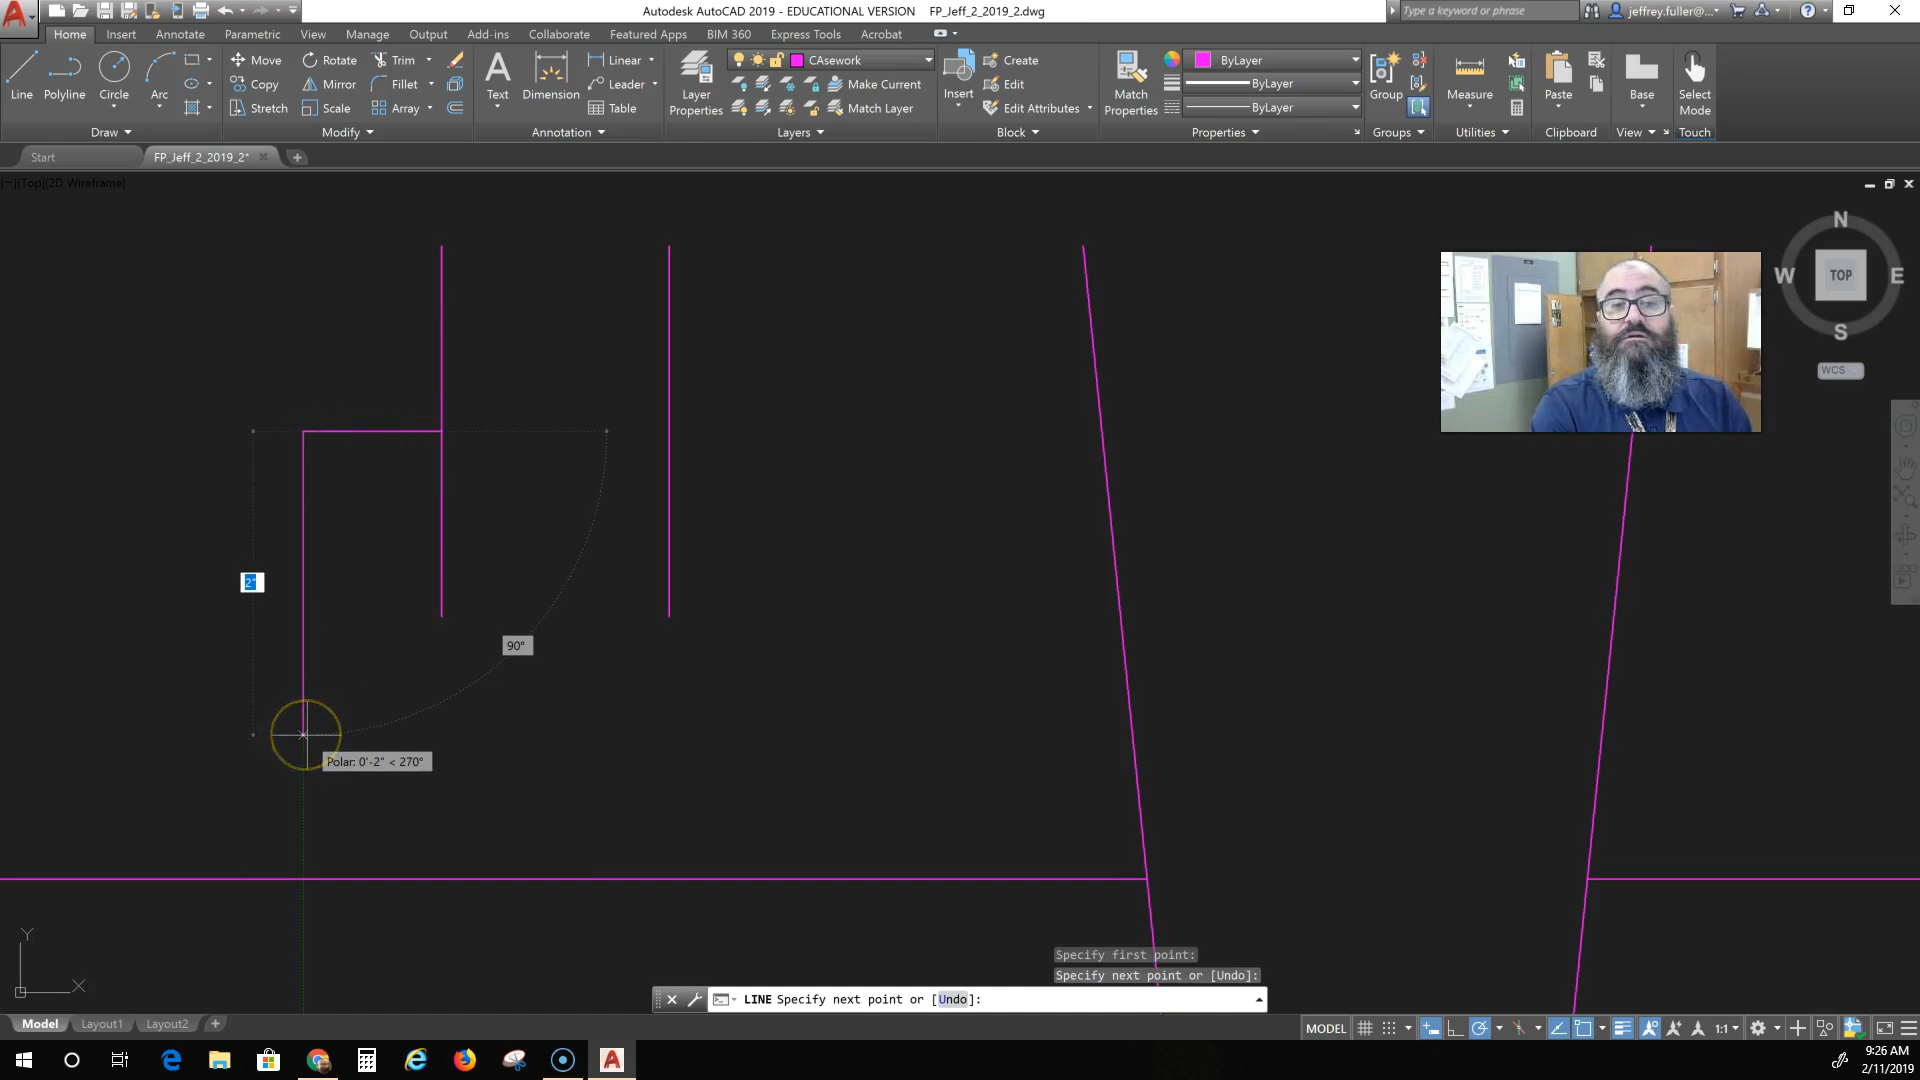 Autodesk AutoCAD 2019 - EDUCATIONAL VERSION FP_Jeff_2_2019_2.dwg
Type a keyword or phrase
jeffrey.fuller@...
Home Insert Annotate Parametric View Manage Output Add-ins Collaborate Featured Apps BIM 360 Express Tools Acrobat
Line Polyline Circle Arc
Move Rotate Trim
Copy Mirror Fillet
Stretch Scale Array
Text Dimension
Linear
Leader
Table
Layer Properties
CAsework
Make Current
Match Layer
Insert
Create
Edit
Edit Attributes
Match Properties
ByLayer
ByLayer
ByLayer
Group
Measure
Paste
Base
Select Mode
Draw Modify Annotation Layers Block Properties Groups Utilities Clipboard View Touch
Start FP_Jeff_2_2019_2*
[−][Top][2D Wireframe]
N
W TOP E
S
WCS
2"
90°
Polar: 0'-2" < 270°
Y
X
Specify first point:
Specify next point or [Undo]:
LINE Specify next point or [Undo]:
Model Layout1 Layout2
MODEL 1:1
9:26 AM
2/11/2019